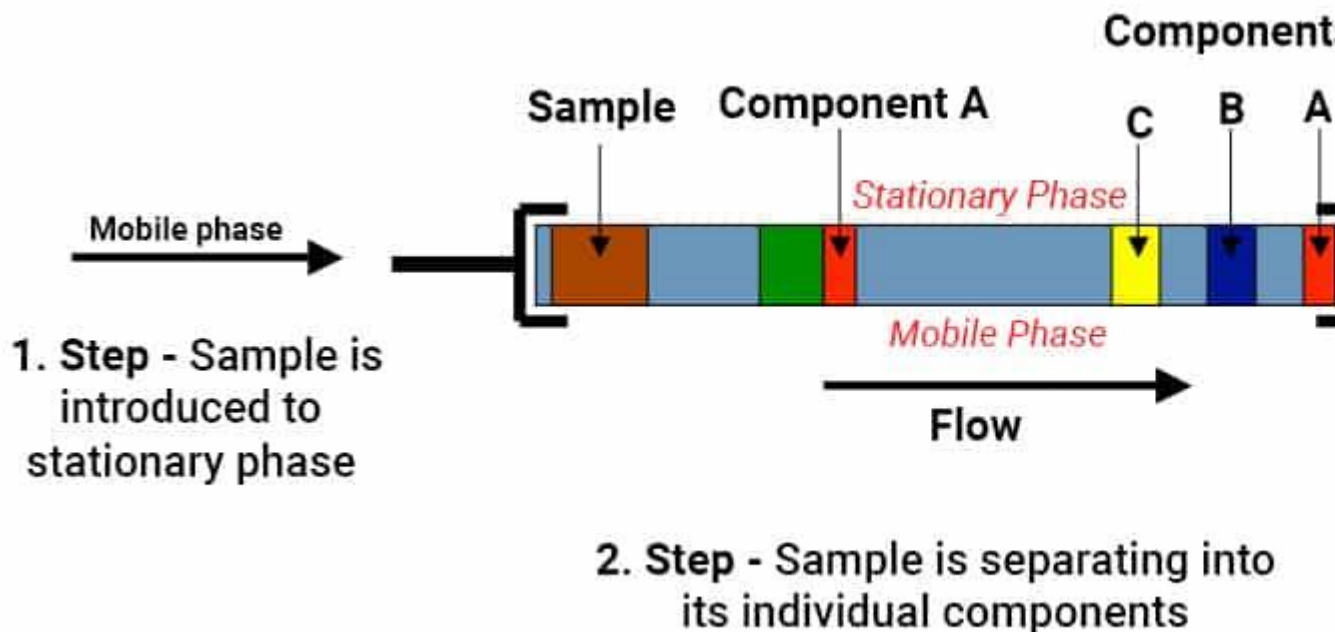 Component
Sample
Component A
C
B
A
Stationary Phase
Mobile phase
Mobile Phase
1. Step - Sample is
introduced to
stationary phase
Flow
2. Step - Sample is separating into
its individual components